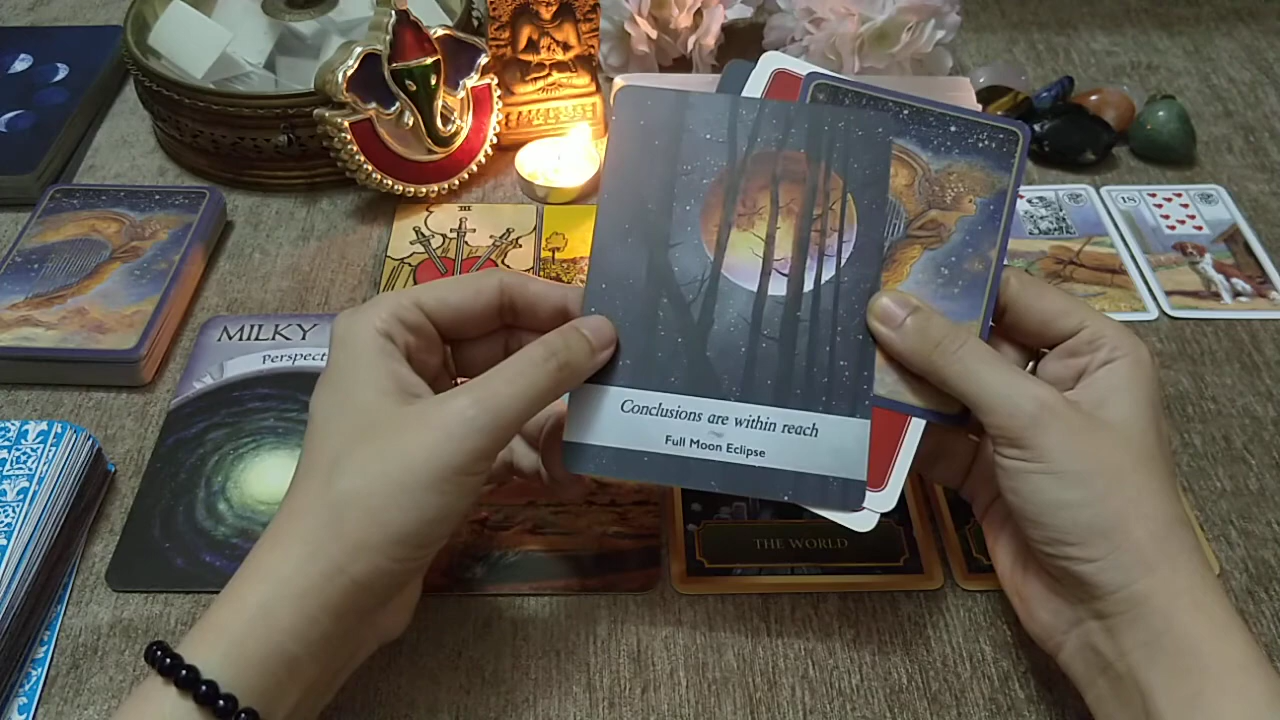 III
18
MILKY
Perspect
Conclusions are within reach
Full Moon Eclipse
THE WORLD